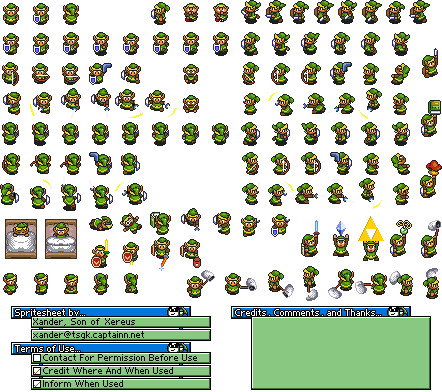 Spritesheet by...
Xander, Son of Xereus
xander@tsgk.captainn.net
Terms of Use..
Contact For Permission Before Use
Credit Where And When Used
Inform When Used
Credits.. Comments.. and Thanks...